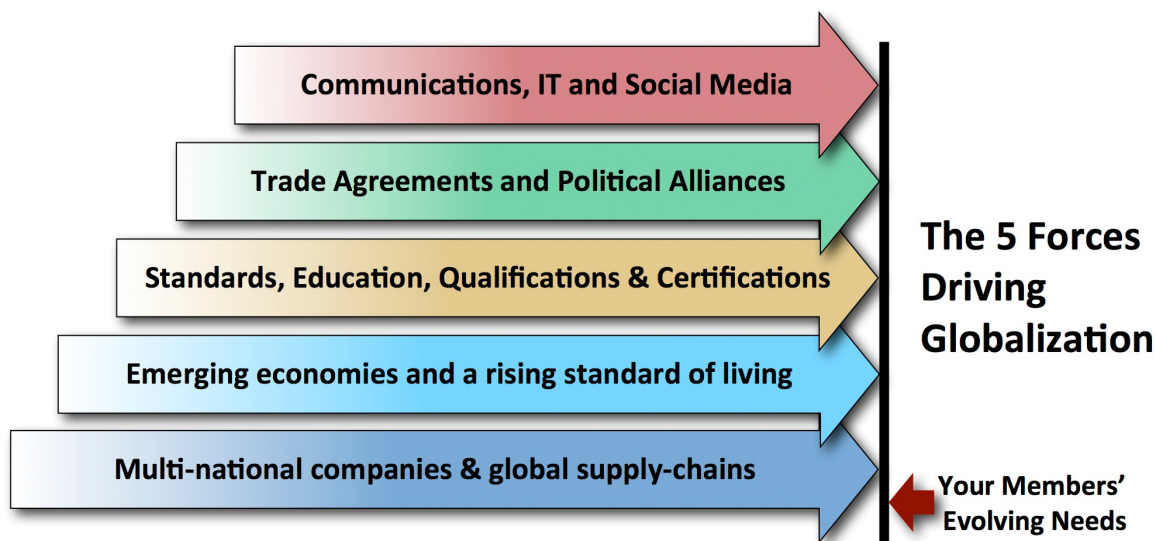 Communications, IT and Social Media
Trade Agreements and Political Alliances
Standards, Education, Qualifications & Certifications
Emerging economies and a rising standard of living
Multi-national companies & global supply-chains
The 5 Forces
Driving
Globalization
Your Members’
Evolving Needs